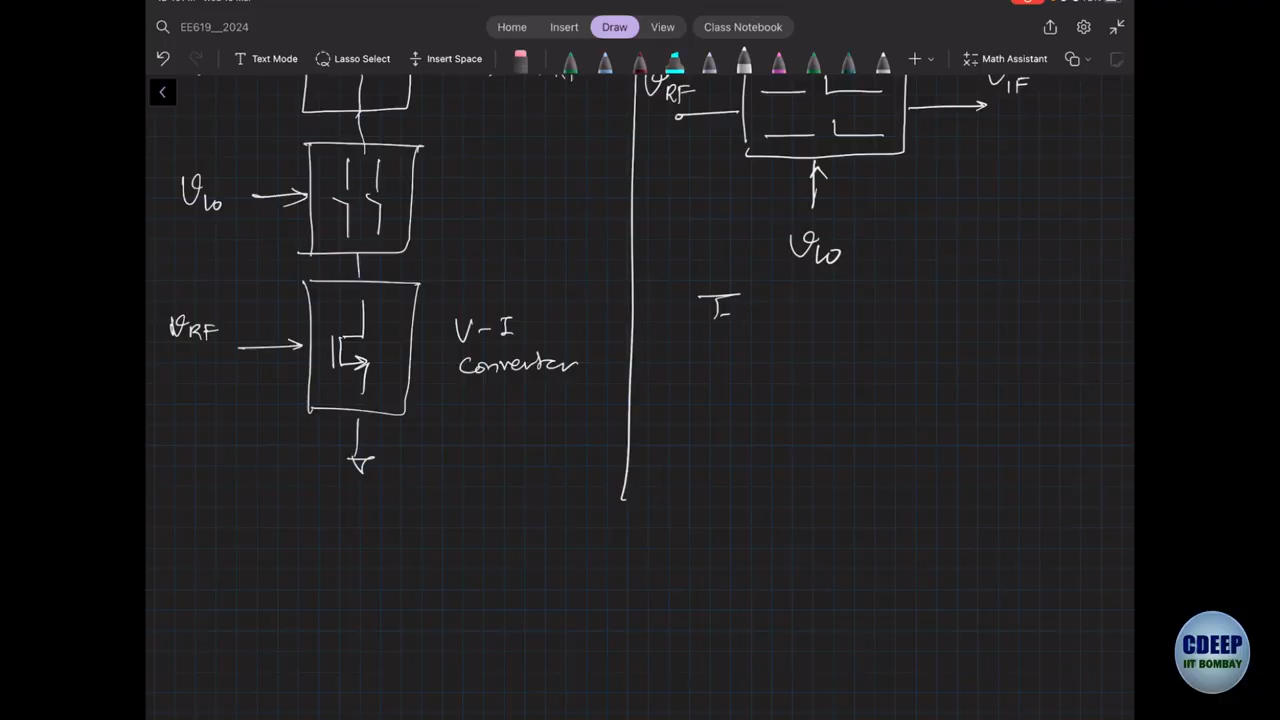 EE619__2024
Home Insert Draw View Class Notebook
Text Mode Lasso Select Insert Space + Math Assistant
V_RF
V_IF
V_LO
V_LO
V_RF
V - I
Converter
I
CDEEP
IIT BOMBAY